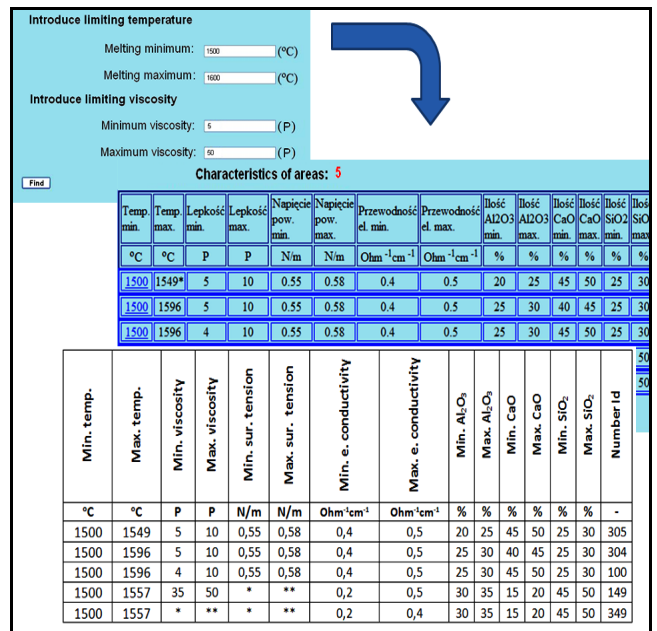 Introduce limiting temperature
Melting minimum: 1500 (ºC)
Melting maximum: 1600 (ºC)
Introduce limiting viscosity
Minimum viscosity: 5 (P)
Maximum viscosity: 50 (P)
Find
Characteristics of areas: 5
Temp. min. Temp. max. Lepkość min. Lepkość max. Napięcie pow. min. Napięcie pow. max. Przewodność el. min. Przewodność el. max. Ilość Al2O3 min. Ilość Al2O3 max. Ilość CaO min. Ilość CaO max. Ilość SiO2 min.
ºC ºC P P N/m N/m Ohm⁻¹cm⁻¹ Ohm⁻¹cm⁻¹ % % % % % %
1500 1549* 5 10 0.55 0.58 0.4 0.5 20 25 45 50 25 30
1500 1596 5 10 0.55 0.58 0.4 0.5 25 30 40 45 25 30
1500 1596 4 10 0.55 0.58 0.4 0.5 25 30 45 50 25 30
50
50
Min. temp. Max. temp. Min. viscosity Max. viscosity Min. sur. tension Max. sur. tension Min. e. conductivity Max. e. conductivity Min. Al₂O₃ Max. Al₂O₃ Min. CaO Max. CaO Min. SiO₂ Max. SiO₂ Number Id
ºC ºC P P N/m N/m Ohm⁻¹cm⁻¹ Ohm⁻¹cm⁻¹ % % % % % % -
1500 1549 5 10 0,55 0,58 0,4 0,5 20 25 45 50 25 30 305
1500 1596 5 10 0,55 0,58 0,4 0,5 25 30 40 45 25 30 304
1500 1596 4 10 0,55 0,58 0,4 0,5 25 30 45 50 25 30 100
1500 1557 35 50 * ** 0,2 0,5 30 35 15 20 45 50 149
1500 1557 * ** * ** 0,2 0,4 30 35 15 20 45 50 349